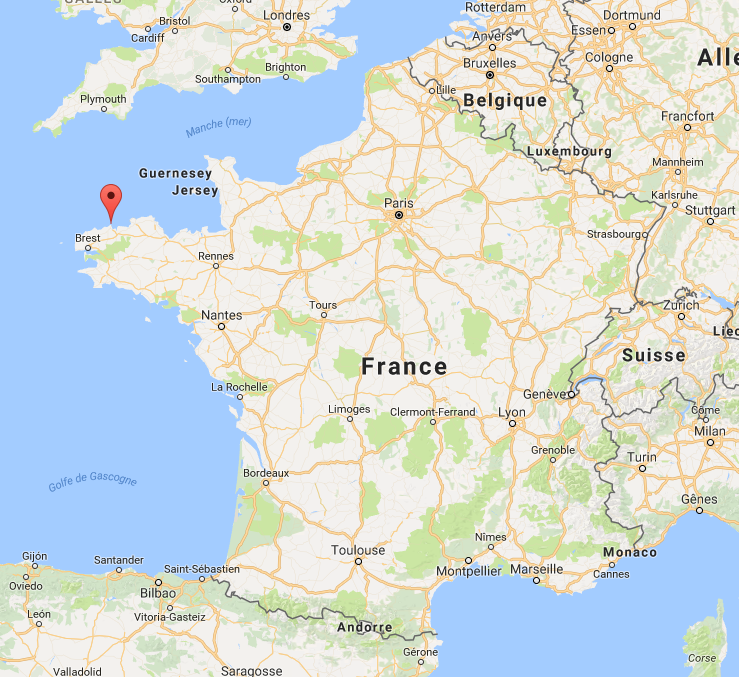 Oxford
Londres
Bristol
Cardiff
Rotterdam
Dortmund
Essen
Anvers
Cologne
Bruxelles
Brighton
Southampton
Lille
Belgique
Plymouth
Manche (mer)
Francfort
Luxembourg
Mannheim
Guernesey
Jersey
Karlsruhe
Paris
Stuttgart
Strasbourg
Brest
Rennes
Tours
Nantes
Zurich
Suisse
France
La Rochelle
Genève
Limoges
Clermont-Ferrand
Lyon
Côme
Milan
Grenoble
Turin
Bordeaux
Golfe de Gascogne
Gênes
Nîmes
Toulouse
Monaco
Gijón
Santander
Saint-Sébastien
Montpellier
Marseille
Cannes
Oviedo
Bilbao
León
Vitoria-Gasteiz
Andorre
Gérone
Corse
Valladolid
Saragosse